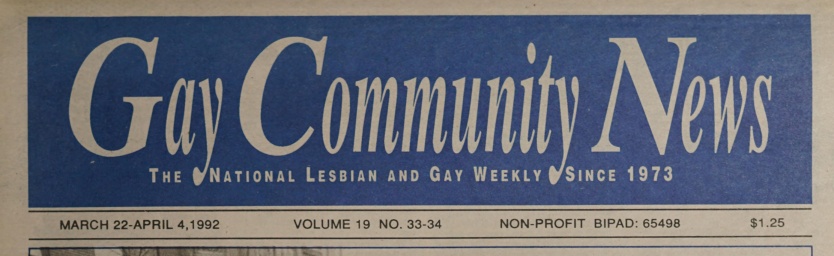 Gay Community News
The National Lesbian and Gay Weekly Since 1973
MARCH 22-APRIL 4,1992 VOLUME 19 NO. 33-34 NON-PROFIT BIPAD: 65498 $1.25